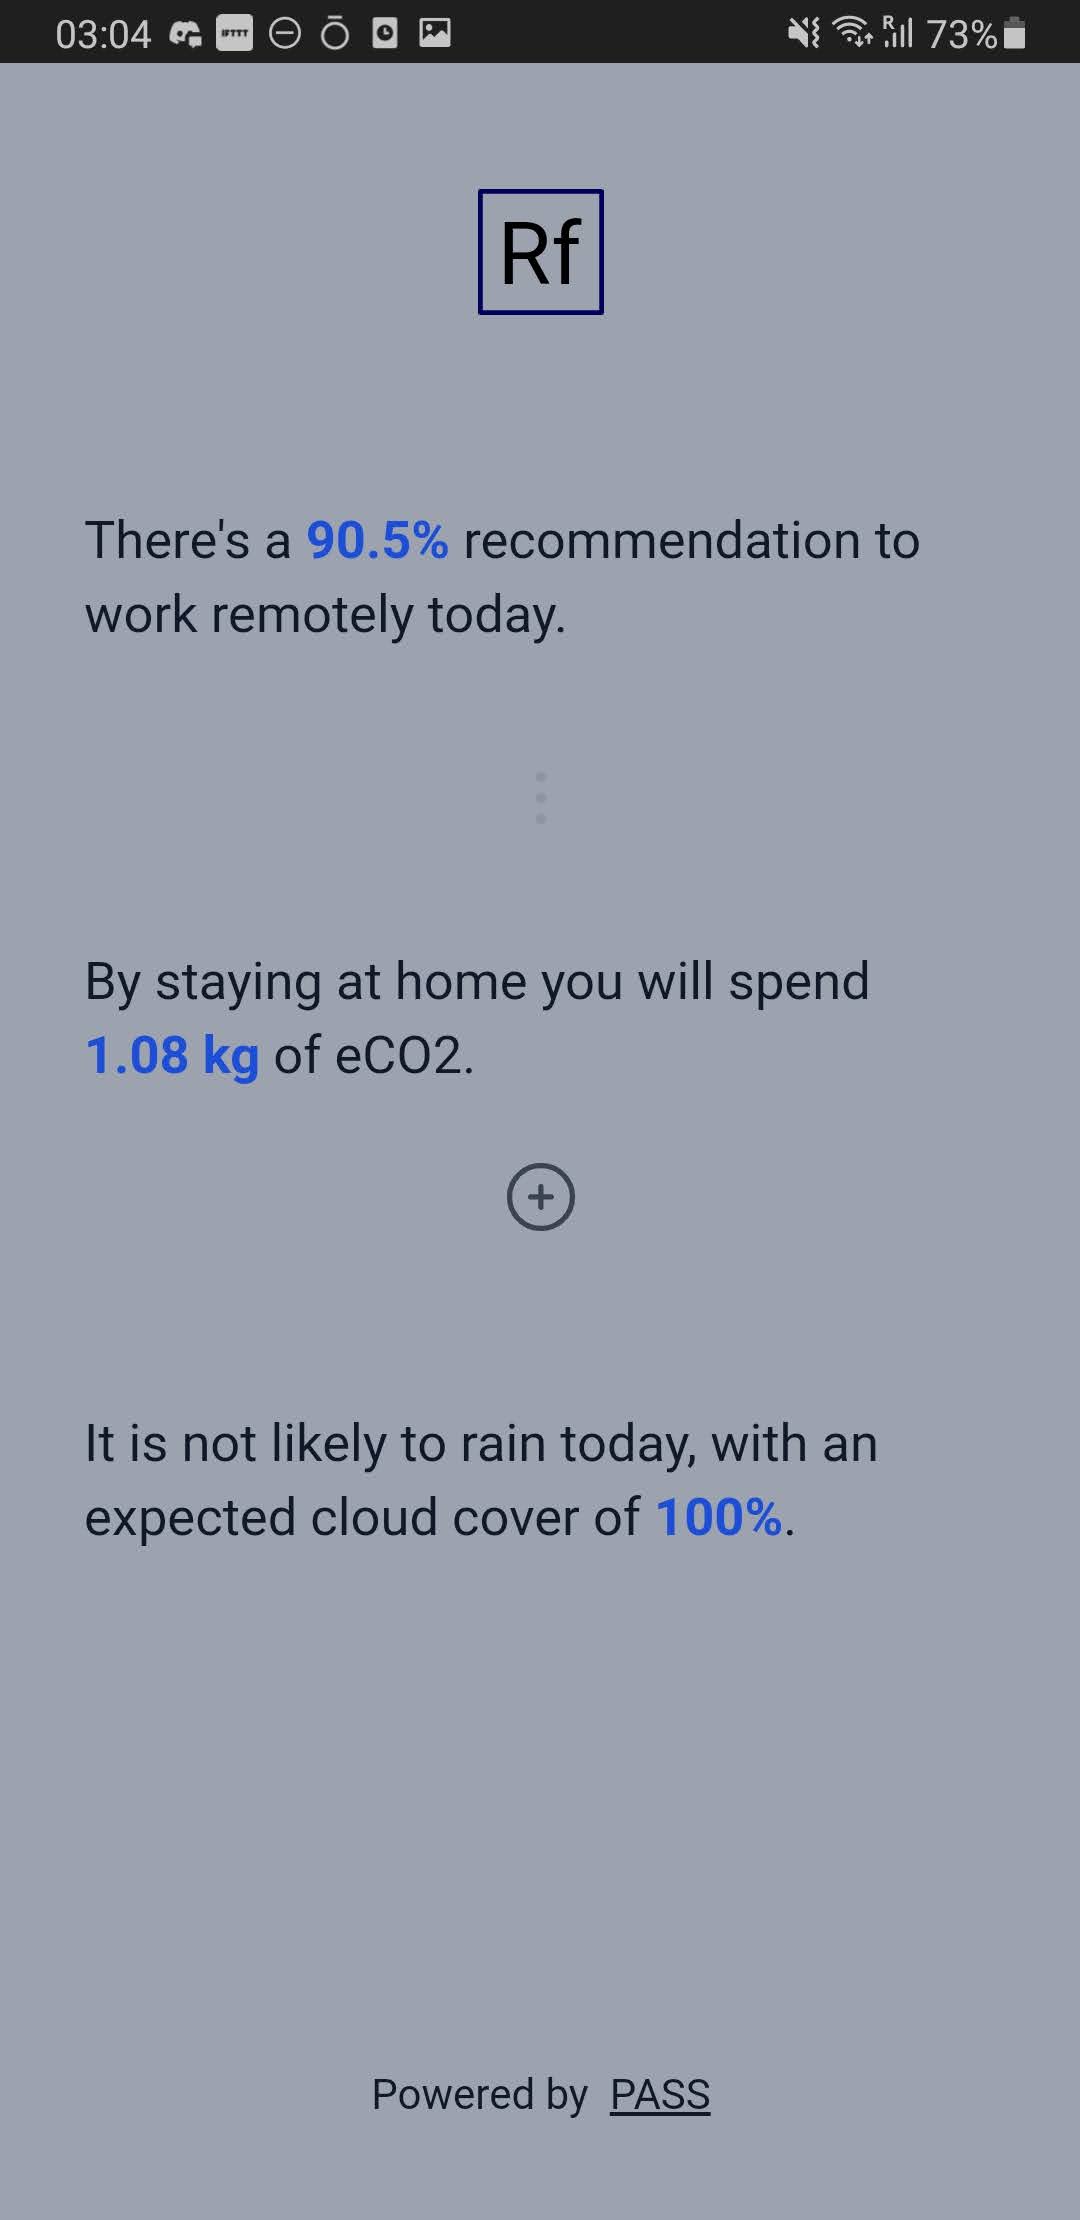 03:04 IFTTT R 73%
Rf
There's a 90.5% recommendation to
work remotely today.
By staying at home you will spend
1.08 kg of eCO2.
It is not likely to rain today, with an
expected cloud cover of 100%.
Powered by PASS